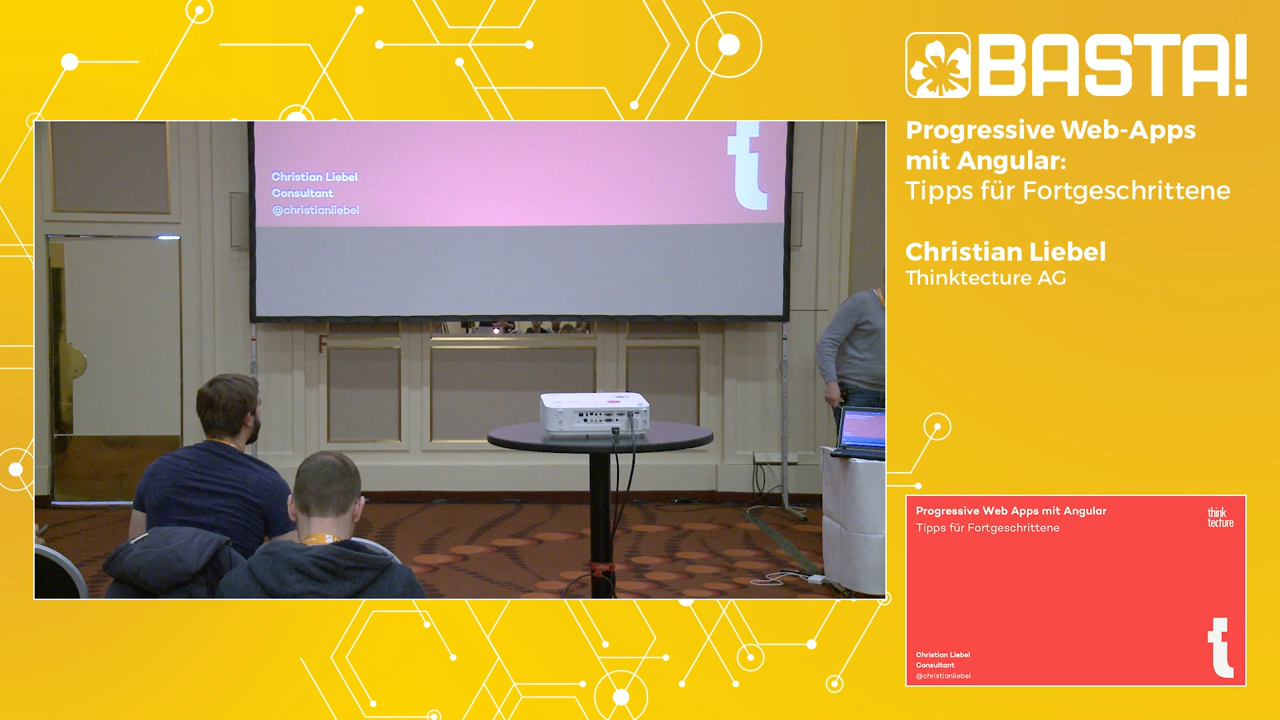 BASTA!
Progressive Web-Apps
mit Angular:
Tipps für Fortgeschrittene
Christian Liebel
Thinktecture AG
Christian Liebel
Consultant
@christianliebel
t
Progressive Web Apps mit Angular
Tipps für Fortgeschrittene
think
tecture
t
Christian Liebel
Consultant
@christianliebel